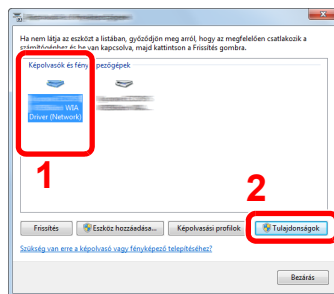 Ha nem látja az eszközt a listában, győződjön meg arról, hogy az megfelelően csatlakozik a
számítógéphez és be van kapcsolva, majd kattintson a Frissítés gombra.
Képolvasók és fényképezőgépek
WIA
Driver (Network)
1
2
Frissítés
Eszköz hozzáadása...
Képolvasási profilok
Tulajdonságok
Szükség van erre a képolvasó vagy fényképező telepítéséhez?
Bezárás